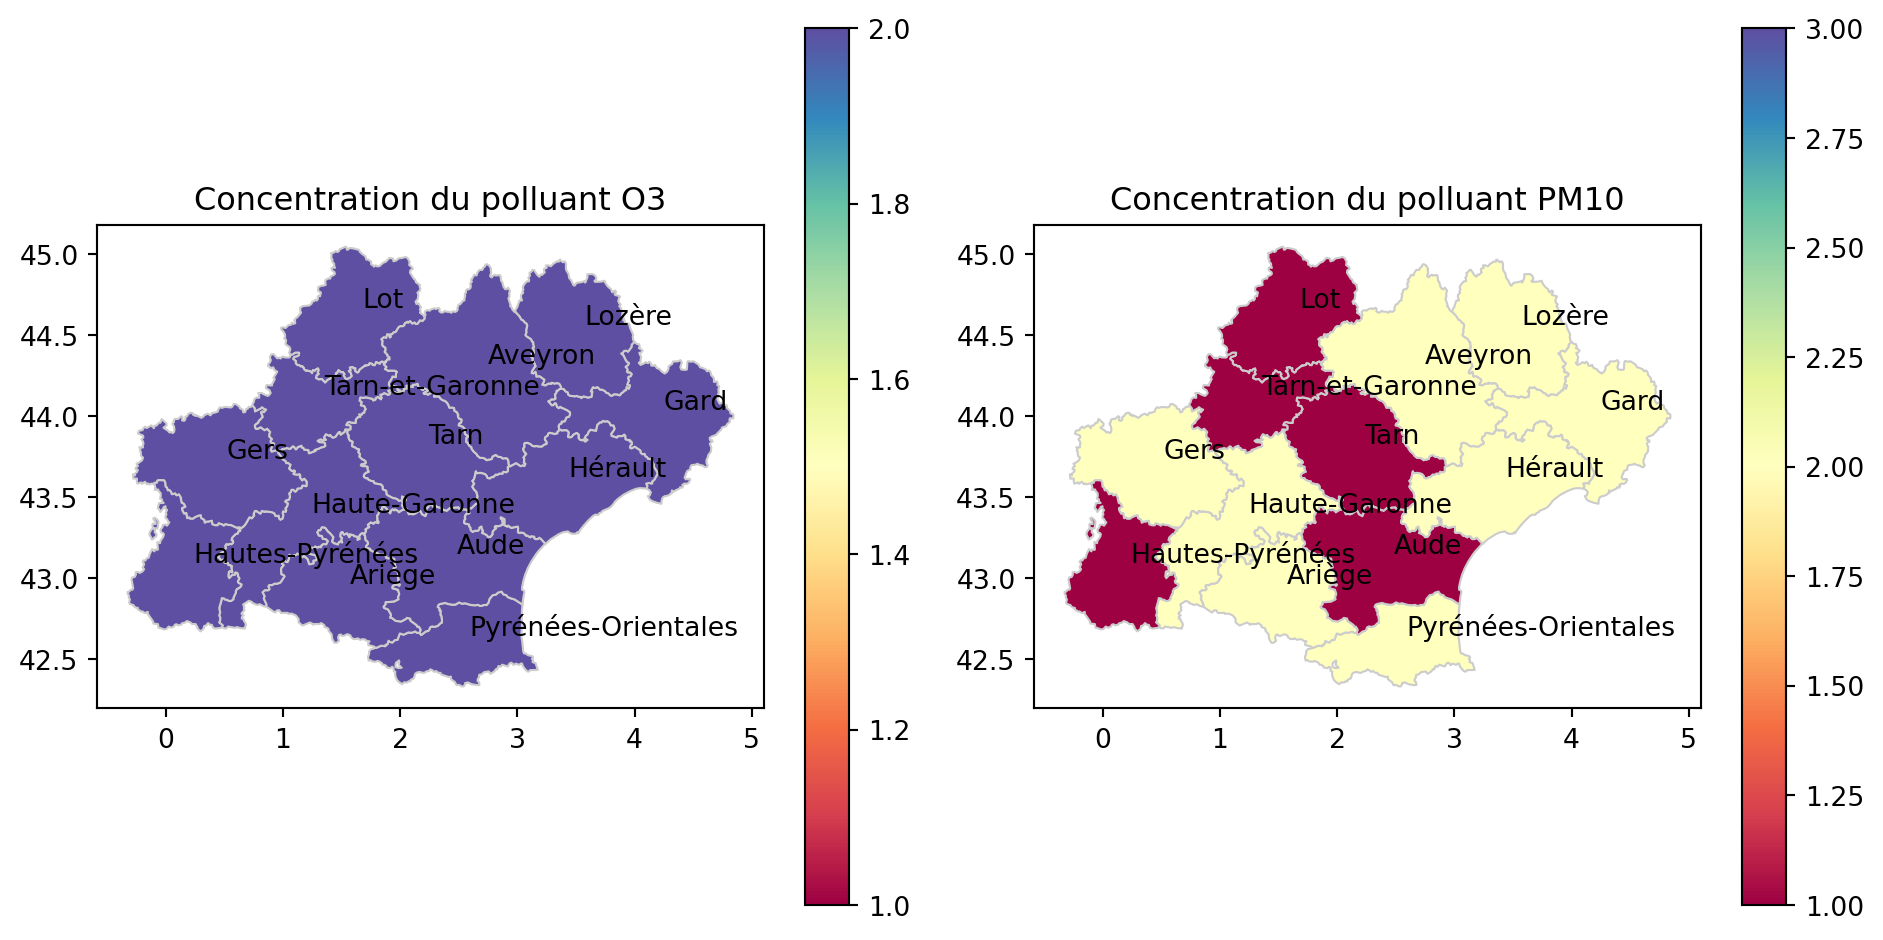 Concentration du polluant O3
45.0
44.5
44.0
43.5
43.0
42.5
0 1 2 3 4 5
Lot
Lozère
Aveyron
Tarn-et-Garonne
Gard
Tarn
Gers
Hérault
Haute-Garonne
Aude
Hautes-Pyrénées
Ariège
Pyrénées-Orientales
2.0
1.8
1.6
1.4
1.2
1.0
Concentration du polluant PM10
45.0
44.5
44.0
43.5
43.0
42.5
0 1 2 3 4 5
Lot
Lozère
Aveyron
Tarn-et-Garonne
Gard
Tarn
Gers
Hérault
Haute-Garonne
Aude
Hautes-Pyrénées
Ariège
Pyrénées-Orientales
3.00
2.75
2.50
2.25
2.00
1.75
1.50
1.25
1.00